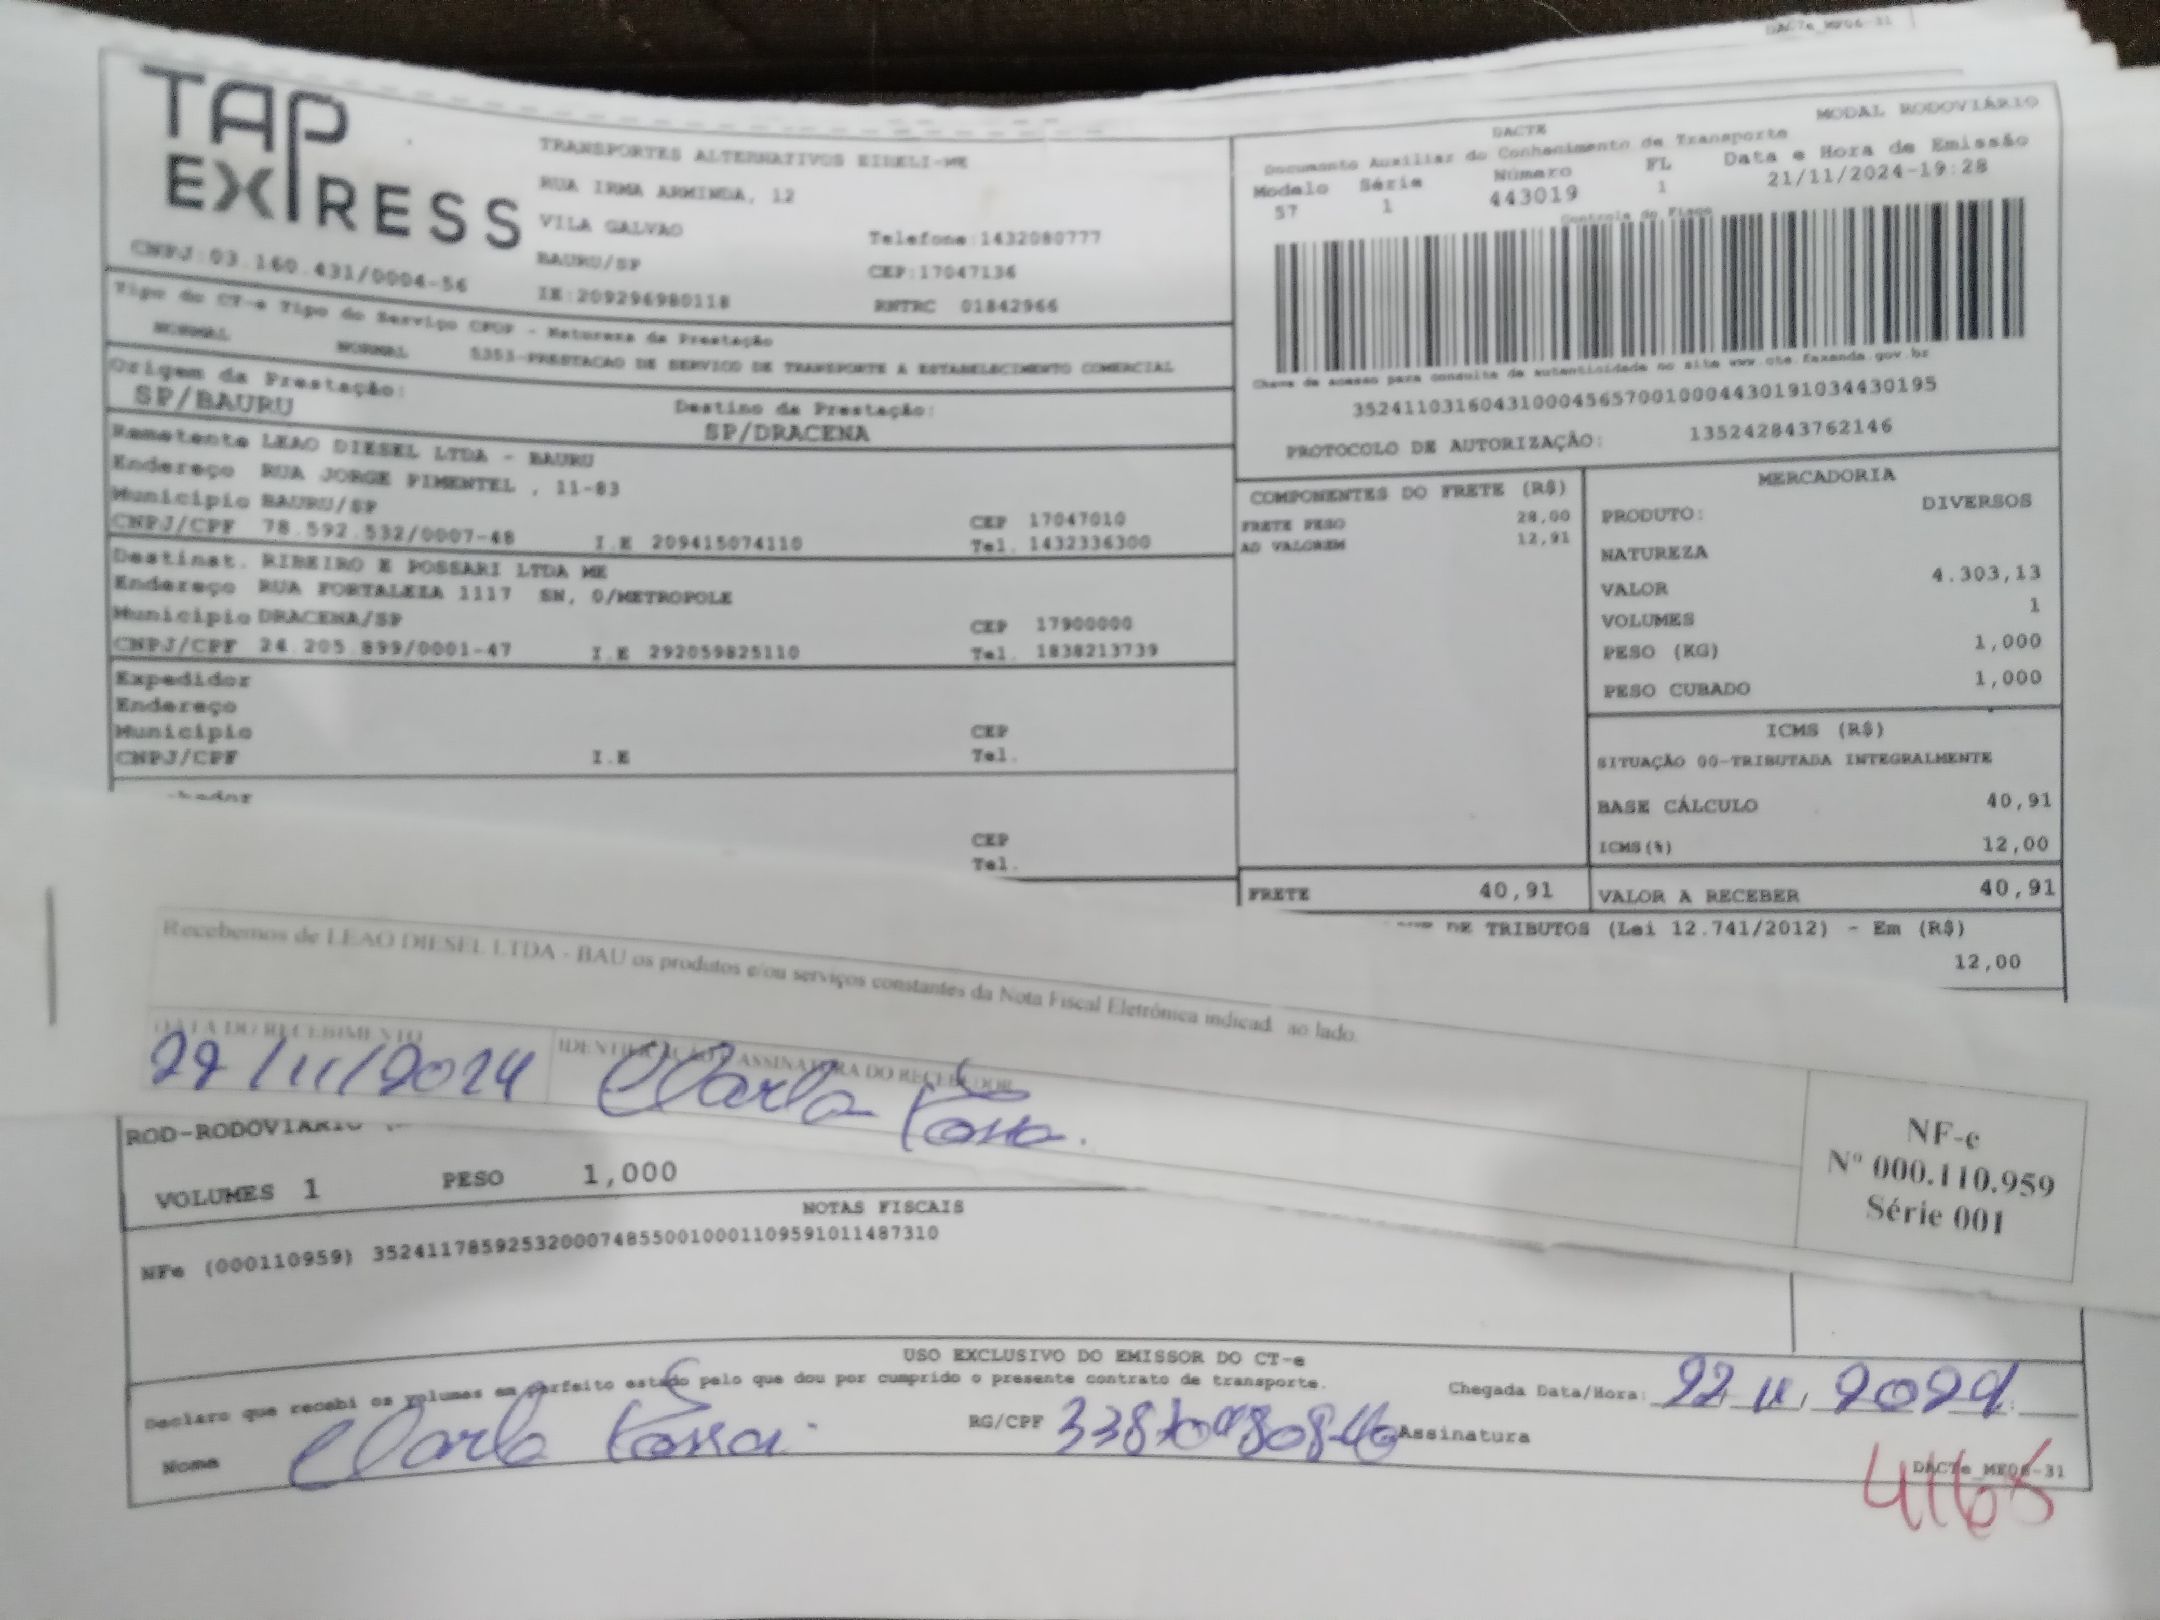 DACTe_MF06-31
TAP
EXPRESS
CNPJ:03.160.431/0004-56
TRANSPORTES ALTERNATIVOS EIRELI-ME
RUA IRMA ARMINDA, 12
VILA GALVAO
Telefone:1432080777
BAURU/SP
CEP:17047136
IE:209296980118
RNTRC 01842966
MODAL RODOVIÁRIO
DACTE
Documento Auxiliar do Conhecimento de Transporte
Modelo Série Número FL Data e Hora de Emissão
57 1 443019 1 21/11/2024-19:28
Controle do Fisco
Chave de acesso para consulta de autenticidade no site www.cte.fazenda.gov.br
35241103160431000456570010004430191034430195
PROTOCOLO DE AUTORIZAÇÃO: 135242843762146
Tipo do CT-e Tipo do Serviço CFOP - Natureza da Prestação
NORMAL NORMAL 5353-PRESTACAO DE SERVICO DE TRANSPORTE A ESTABELECIMENTO COMERCIAL
Origem da Prestação:
SP/BAURU
Destino da Prestação:
SP/DRACENA
Remetente LEAO DIESEL LTDA - BAURU
Endereço RUA JORGE PIMENTEL , 11-83
Município BAURU/SP
CEP 17047010
CNPJ/CPF 78.592.532/0007-48 I.E 209415074110 Tel. 1432336300
Destinat. RIBEIRO E POSSARI LTDA ME
Endereço RUA FORTALEZA 1117 SN, 0/METROPOLE
Município DRACENA/SP
CEP 17900000
CNPJ/CPF 24.205.899/0001-47 I.E 292059825110 Tel. 1838213739
Expedidor
Endereço
Município CEP
CNPJ/CPF I.E Tel.
CEP
Tel.
COMPONENTES DO FRETE (R$)
FRETE PESO 28,00
AD VALOREM 12,91
FRETE 40,91
MERCADORIA
PRODUTO: DIVERSOS
NATUREZA
VALOR 4.303,13
VOLUMES 1
PESO (KG) 1,000
PESO CUBADO 1,000
ICMS (R$)
SITUAÇÃO 00-TRIBUTADA INTEGRALMENTE
BASE CÁLCULO 40,91
ICMS(%) 12,00
VALOR A RECEBER 40,91
DE TRIBUTOS (Lei 12.741/2012) - Em (R$)
12,00
Recebemos de LEAO DIESEL LTDA - BAU os produtos e/ou serviços constantes da Nota Fiscal Eletrônica indicad ao lado.
DATA DO RECEBIMENTO
22/11/2024
IDENTIFICAÇÃO E ASSINATURA DO RECEBEDOR
NF-e
Nº 000.110.959
Série 001
ROD-RODOVIARIO
VOLUMES 1 PESO 1,000
NOTAS FISCAIS
NFe (000110959) 35241178592532000748550010001109591011487310
USO EXCLUSIVO DO EMISSOR DO CT-e
Declaro que recebi os volumes em perfeito estado pelo que dou por cumprido o presente contrato de transporte.
Chegada Data/Hora: 22 11 2024
Nome
RG/CPF
Assinatura
DACTe_MF06-31